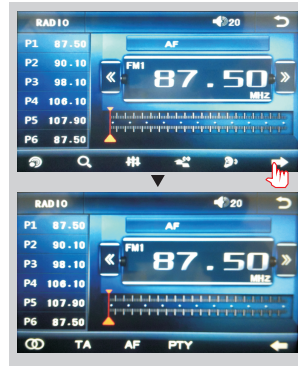 RADIO 20
P1 87.50 AF
P2 90.10 FM1
P3 98.10 87.50
P4 106.10 MHZ
P5 107.90
P6 87.50
RADIO 20
P1 87.50 AF
P2 90.10 FM1
P3 98.10 87.50
P4 106.10 MHZ
P5 107.90
P6 87.50
TA AF PTY